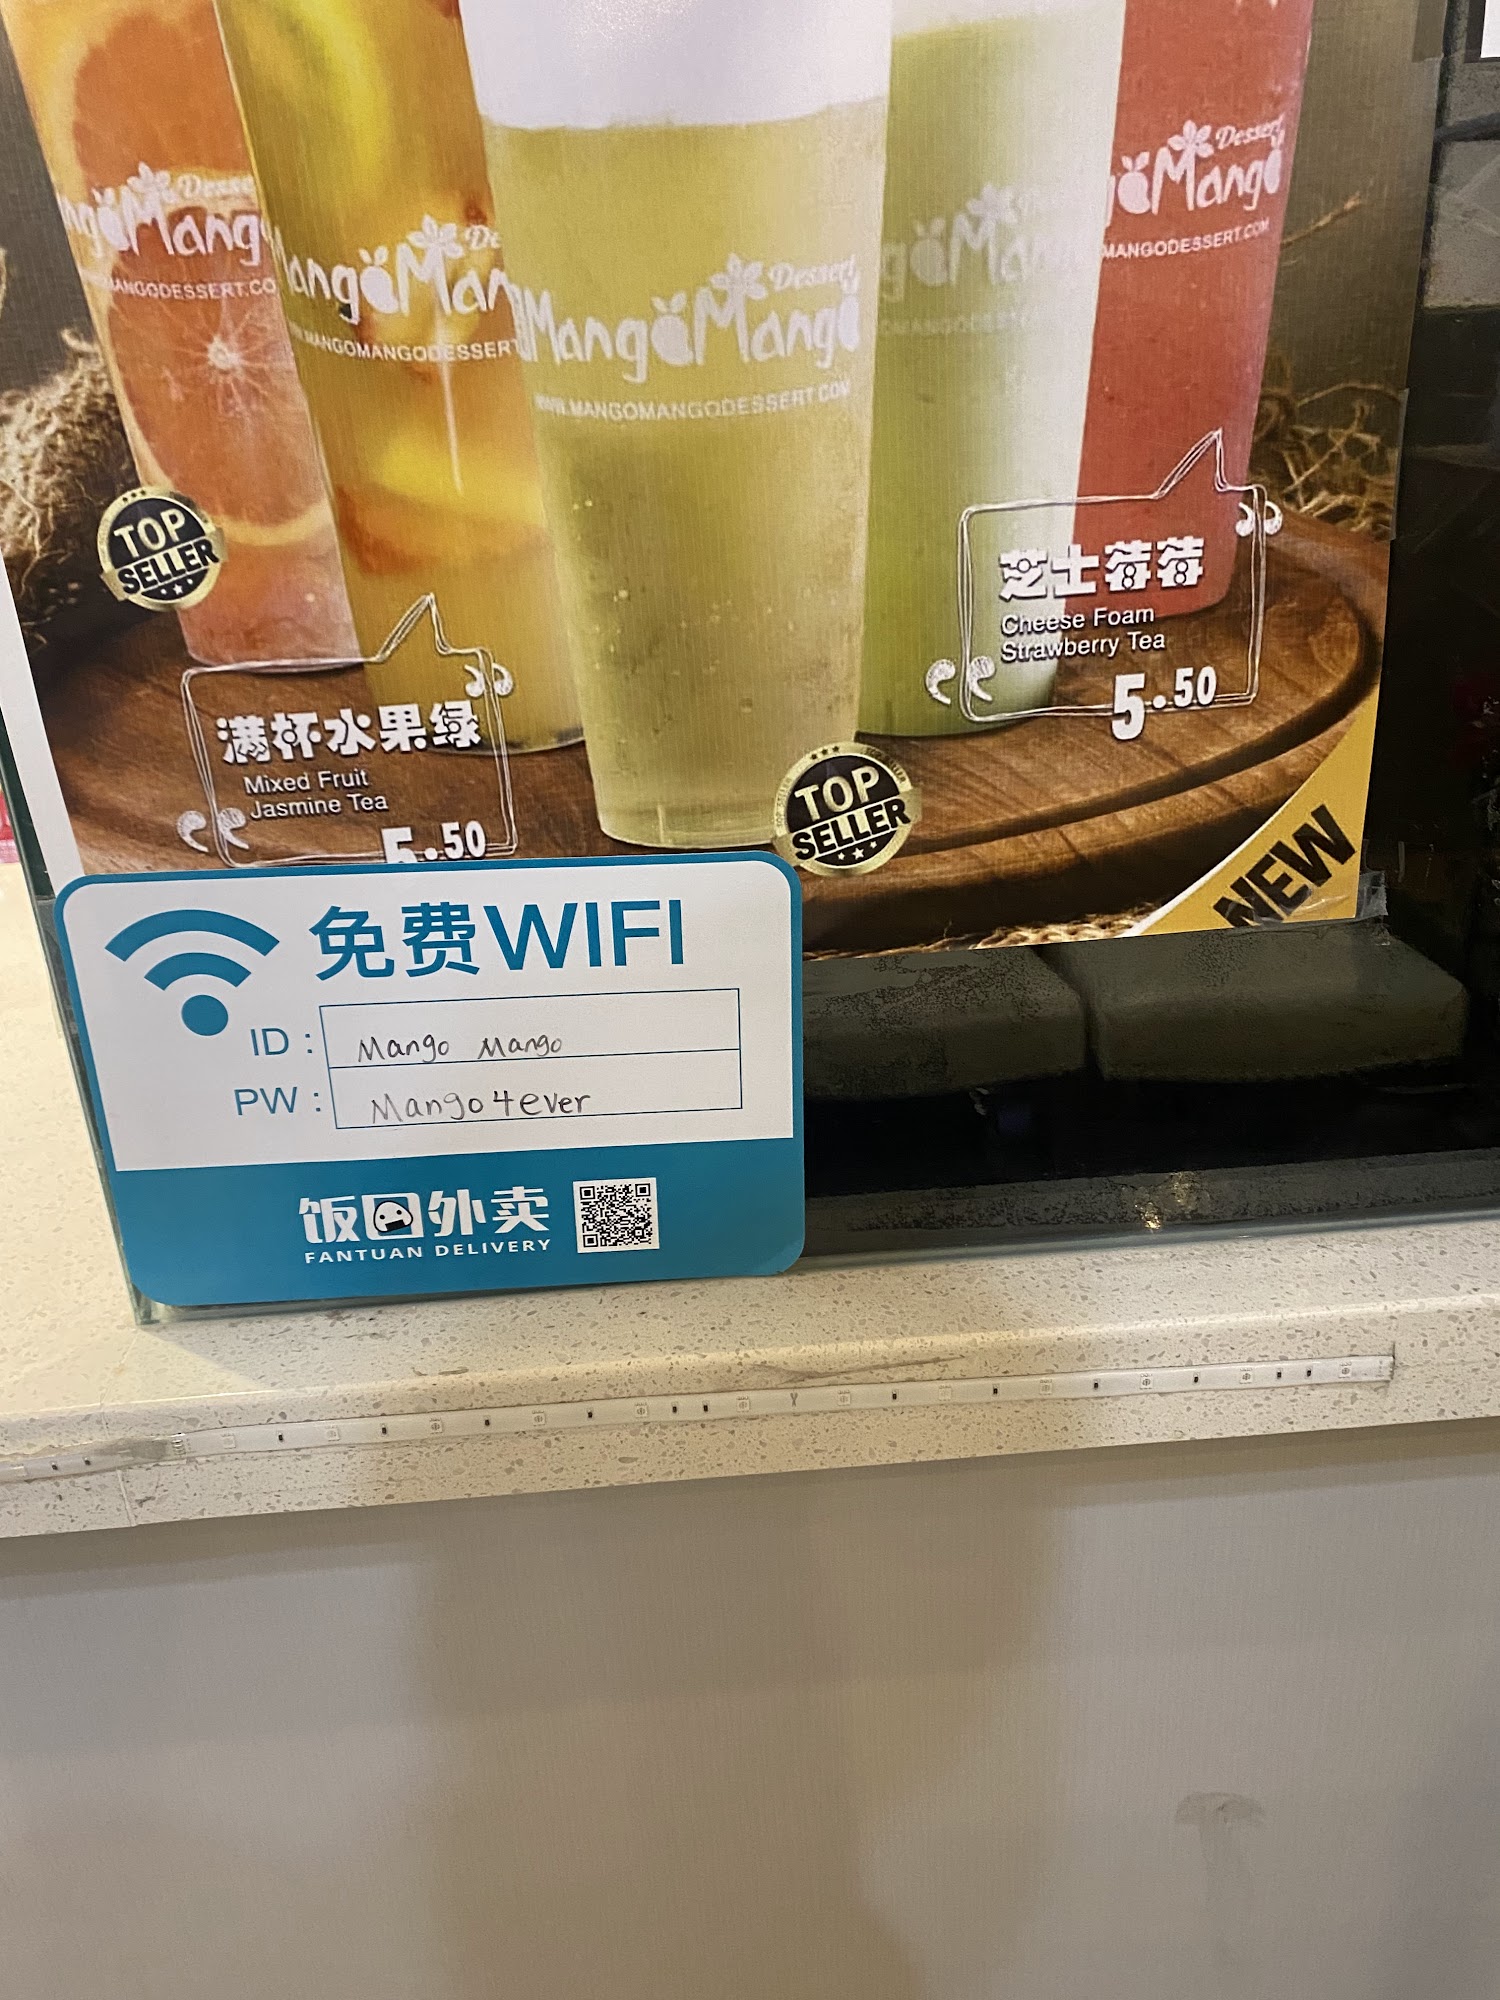 Dessert
MangoMango
MANGOMANGODESSERT
Dessert
MangoMango
WWW.MANGOMANGODESSERT.COM
Dessert
Mango
MANGODESSERT.COM
TOP
SELLER
芝士莓莓
Cheese Foam
Strawberry Tea
5.50
满杯水果绿
Mixed Fruit
Jasmine Tea
5.50
TOP
SELLER
NEW
免费WIFI
ID : Mango Mango
PW : Mango4ever
饭团外卖
FANTUAN DELIVERY